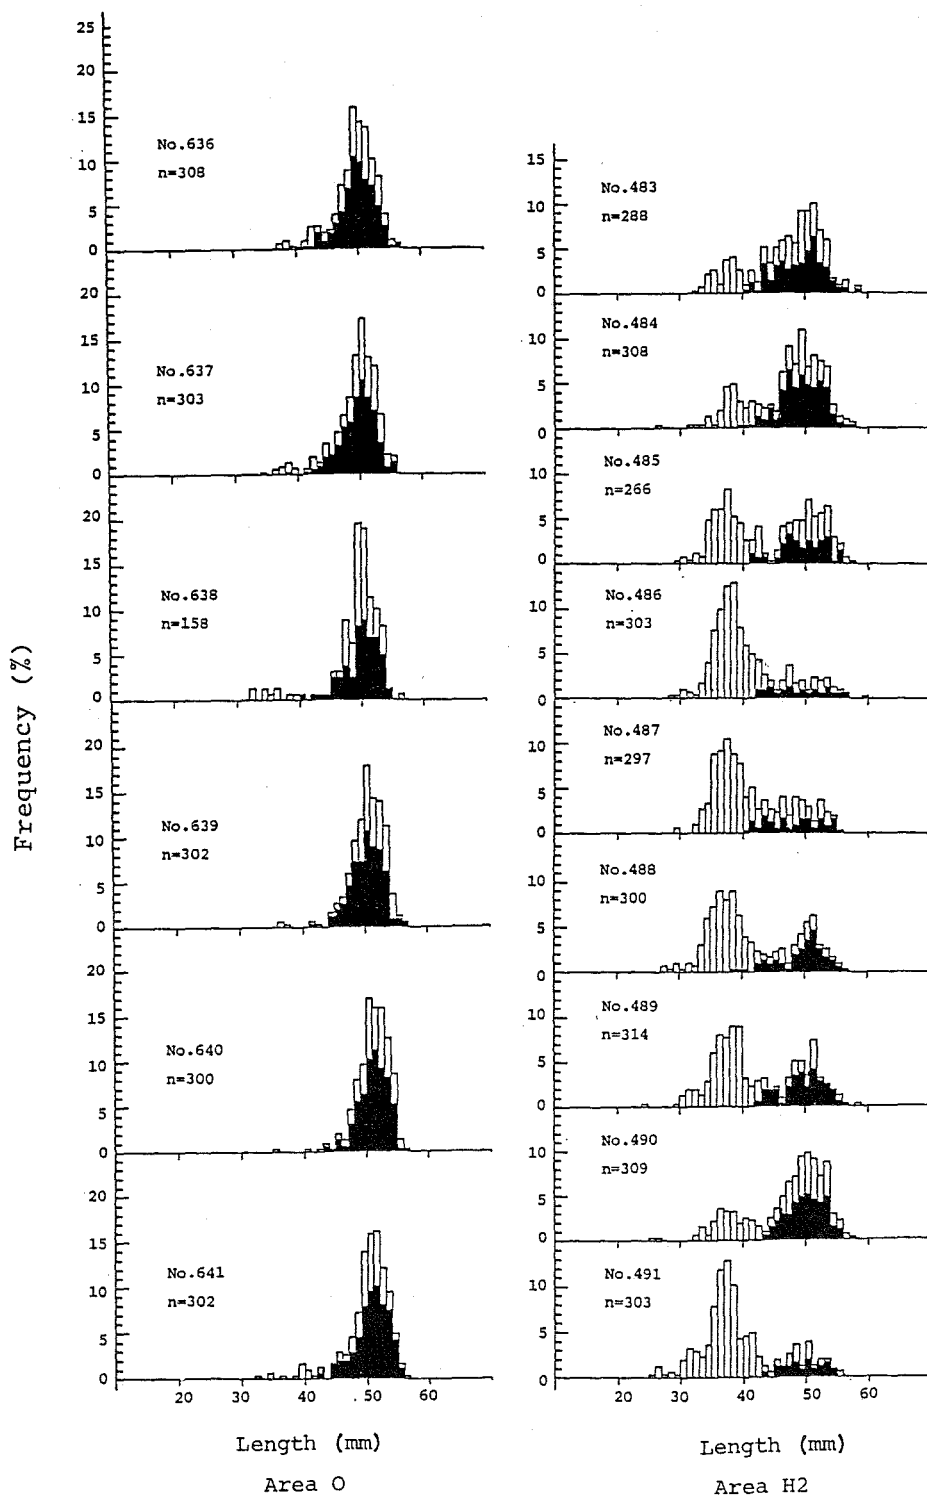 Frequency (%)
25
20
15
10
5
0
No.636
n=308
20
15
10
5
0
No.637
n=303
20
15
10
5
0
No.638
n=158
20
15
10
5
0
No.639
n=302
20
15
10
5
0
No.640
n=300
20
15
10
5
0
No.641
n=302
20 30 40 50 60
Length (mm)
Area O
15
10
5
0
No.483
n=288
10
5
0
No.484
n=308
10
5
0
No.485
n=266
10
5
0
No.486
n=303
10
5
0
No.487
n=297
10
5
0
No.488
n=300
10
5
0
No.489
n=314
10
5
0
No.490
n=309
10
5
0
No.491
n=303
20 30 40 50 60
Length (mm)
Area H2